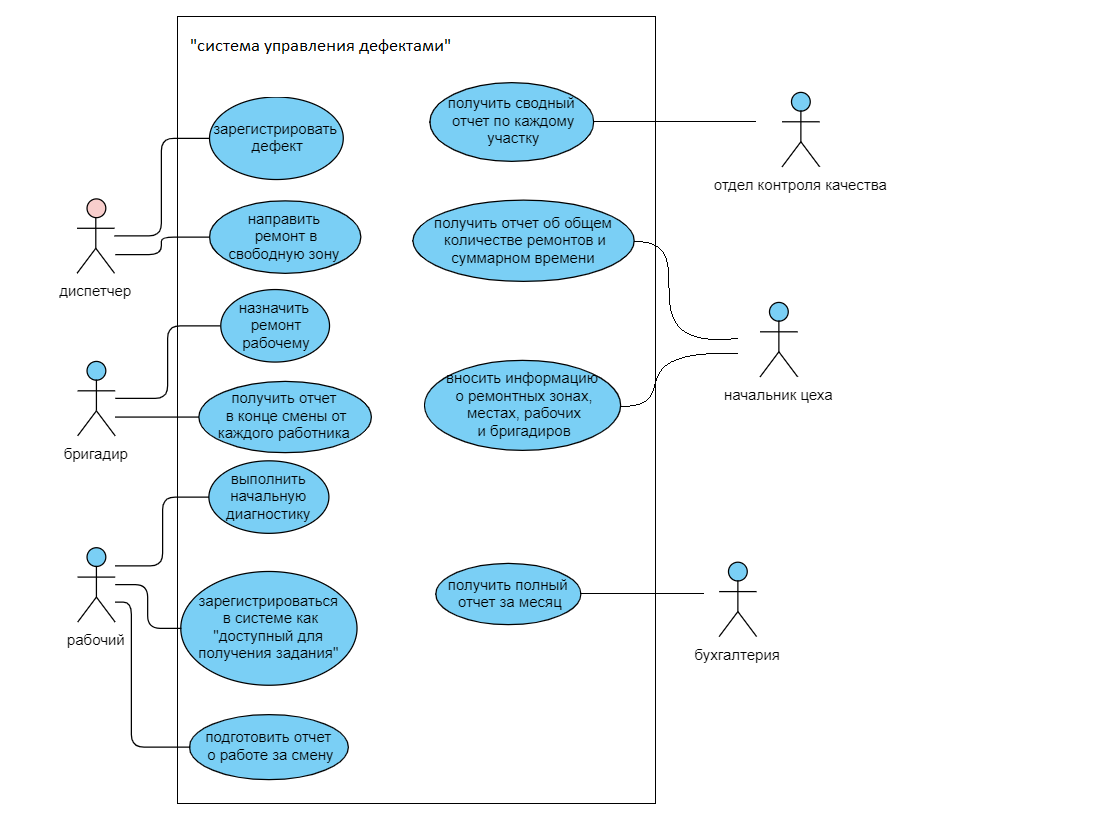 "система управления дефектами"
зарегистрировать
дефект
направить
ремонт в
свободную зону
диспетчер
назначить
ремонт
рабочему
получить отчет
в конце смены от
каждого работника
бригадир
выполнить
начальную
диагностику
зарегистрироваться
в системе как
"доступный для
получения задания"
рабочий
подготовить отчет
о работе за смену
получить сводный
отчет по каждому
участку
отдел контроля качества
получить отчет об общем
количестве ремонтов и
суммарном времени
вносить информацию
о ремонтных зонах,
местах, рабочих
и бригадиров
начальник цеха
получить полный
отчет за месяц
бухгалтерия